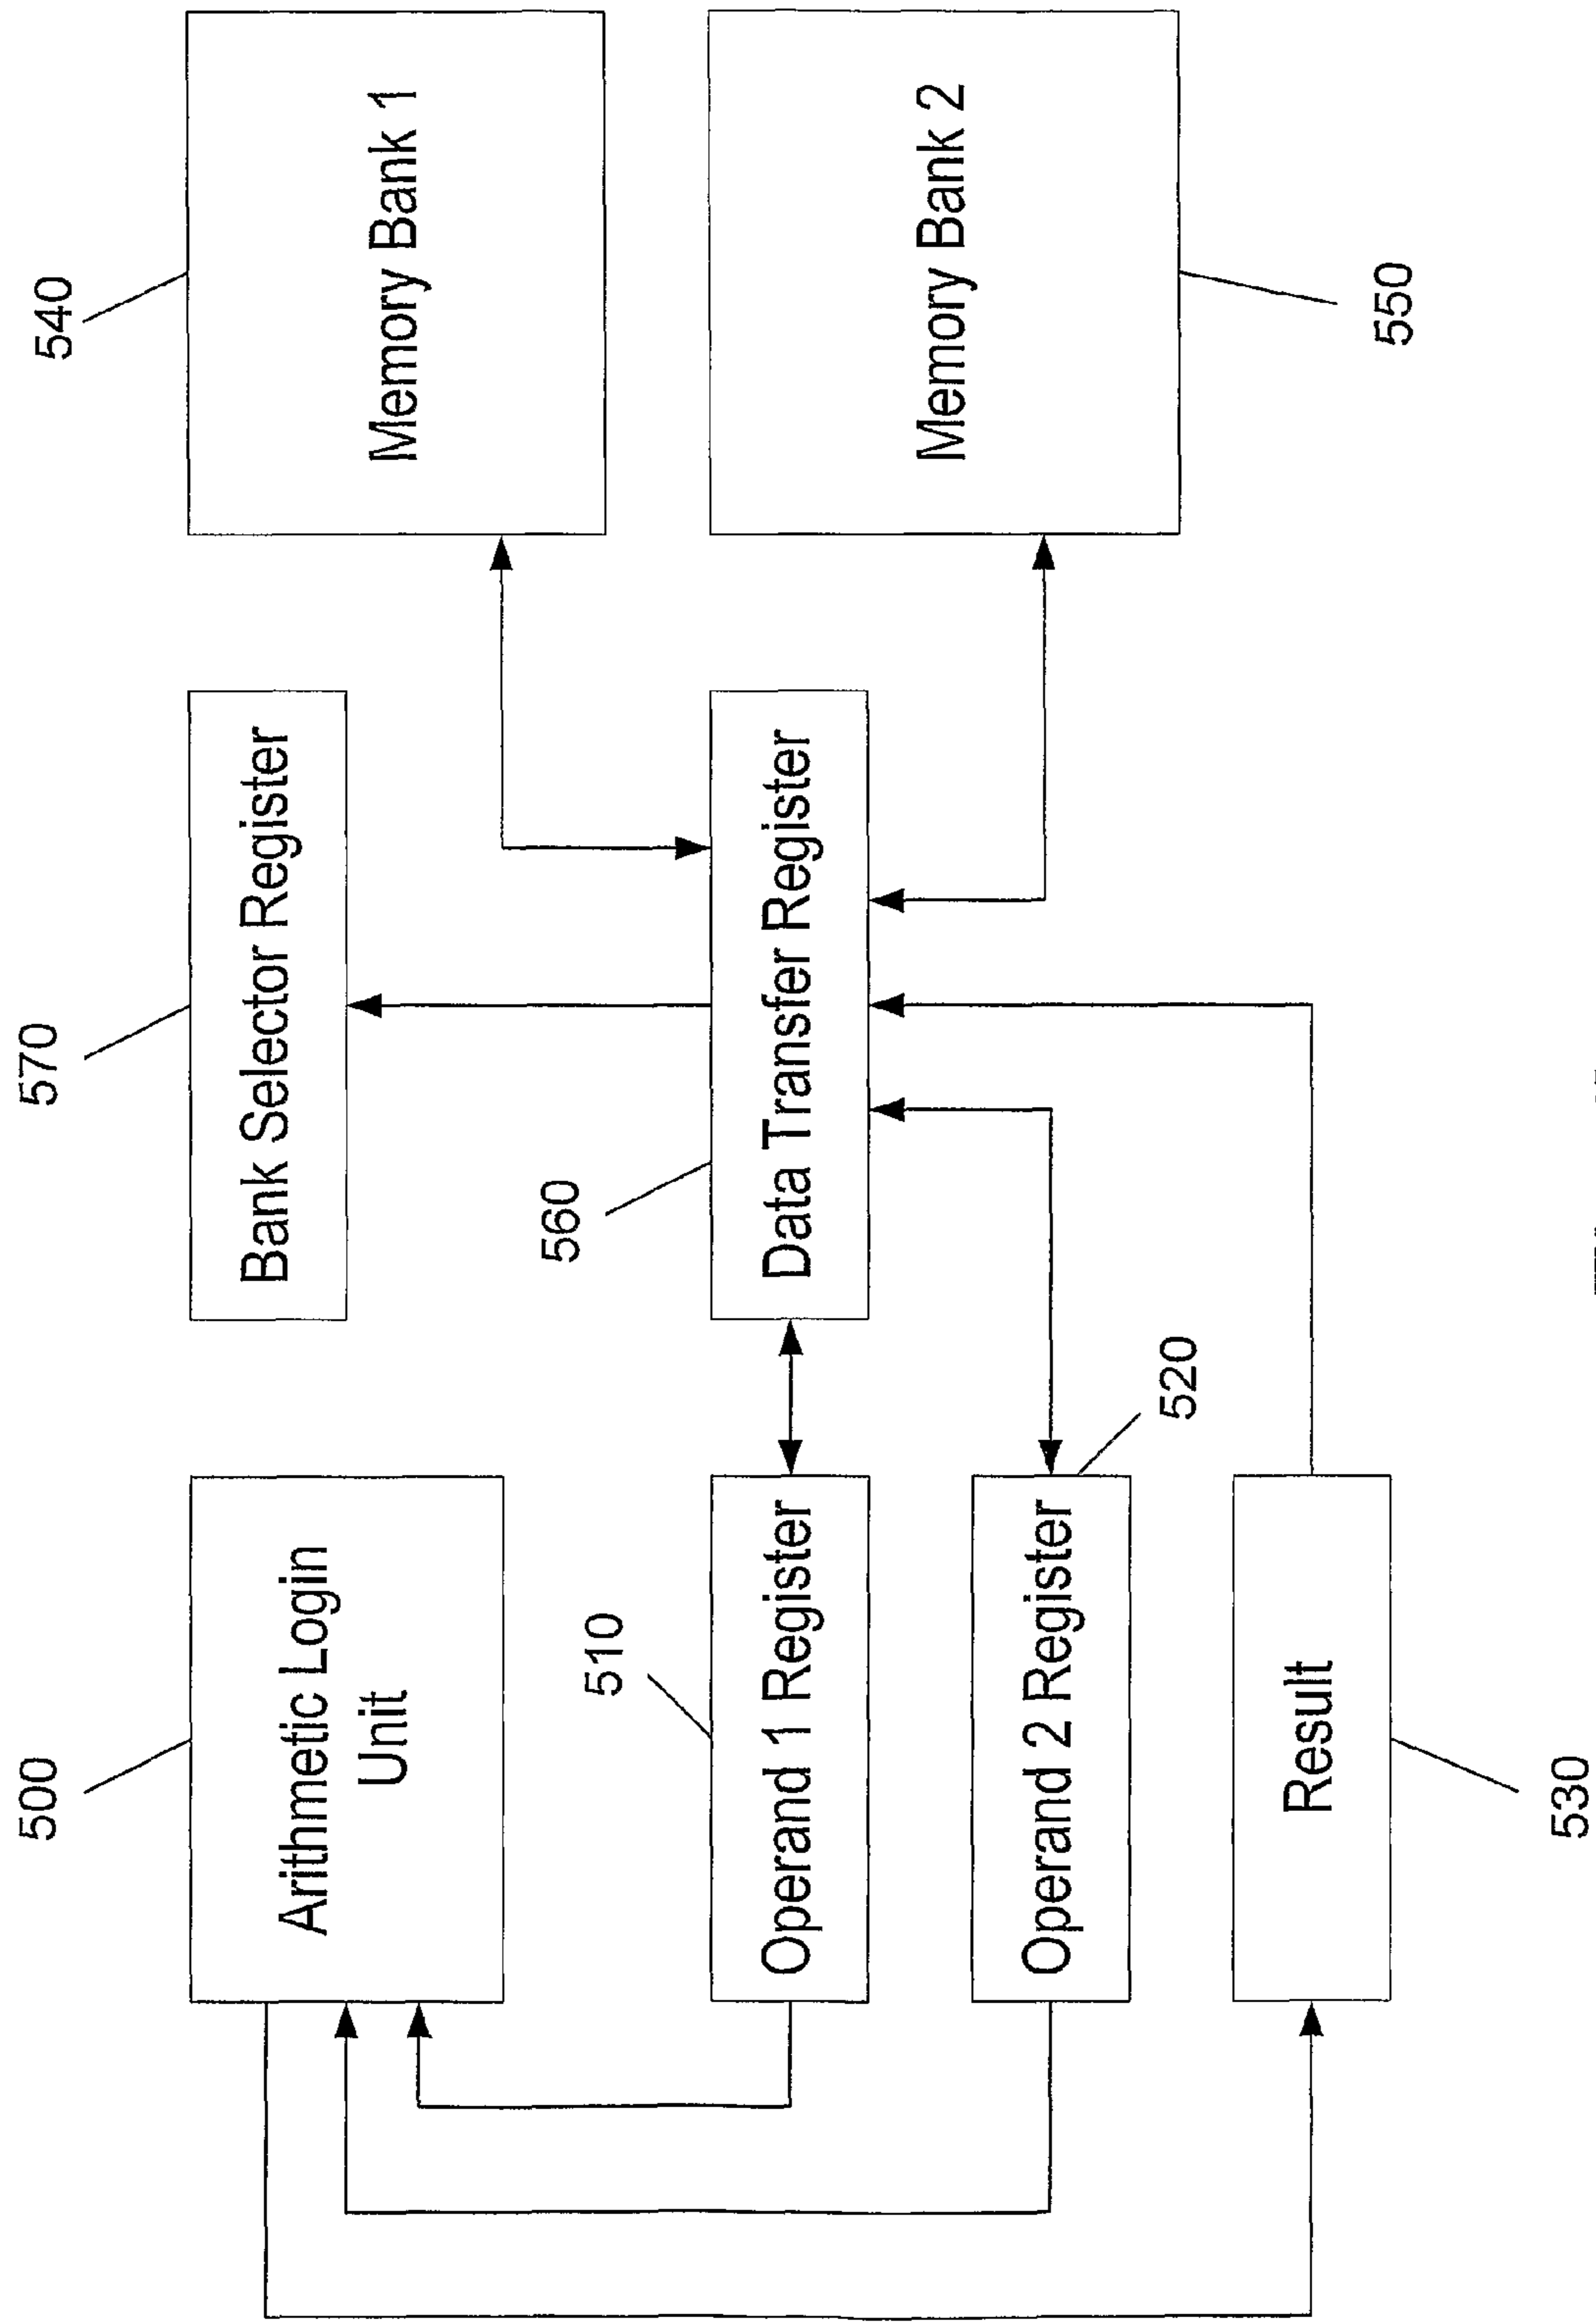 500
Arithmetic Login
Unit
570
Bank Selector Register
540
Memory Bank 1
510
Operand 1 Register
560
Data Transfer Register
Memory Bank 2
550
Operand 2 Register
520
Result
530